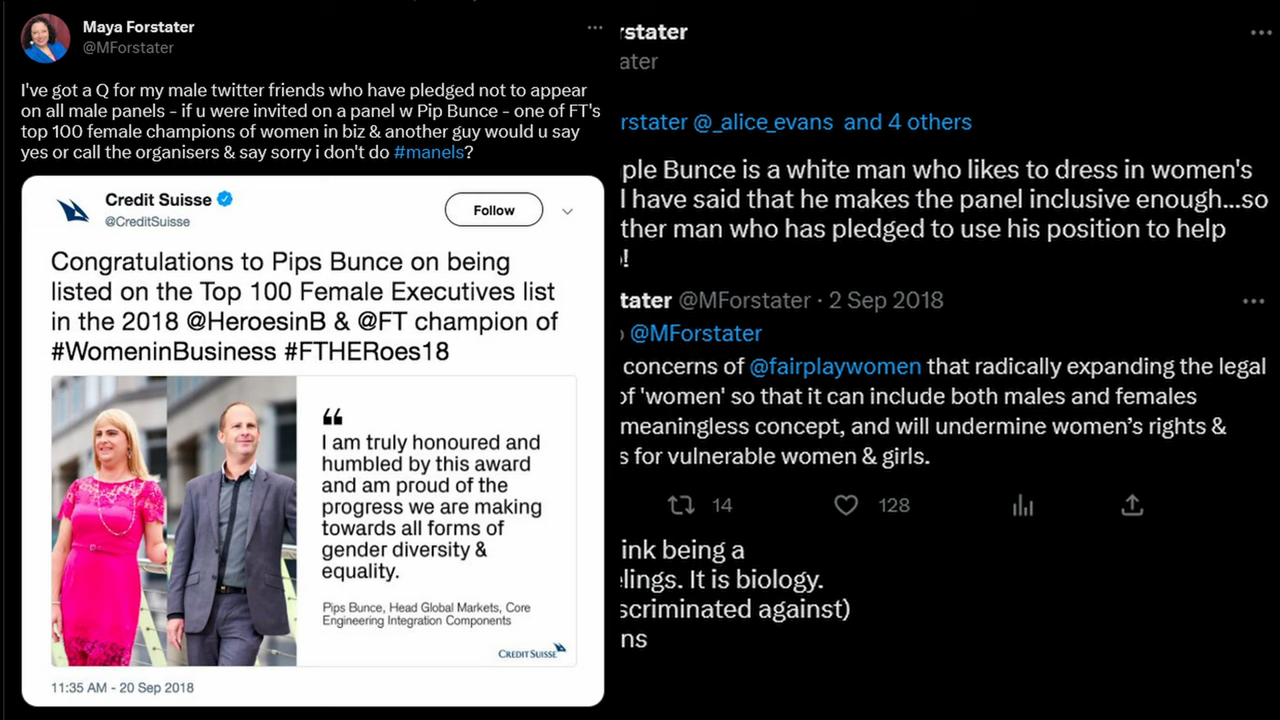 Maya Forstater
@MForstater
I've got a Q for my male twitter friends who have pledged not to appear
on all male panels - if u were invited on a panel w Pip Bunce - one of FT's
top 100 female champions of women in biz & another guy would u say
yes or call the organisers & say sorry i don't do #manels?
Credit Suisse
@CreditSuisse
Follow
Congratulations to Pips Bunce on being
listed on the Top 100 Female Executives list
in the 2018 @HeroesinB & @FT champion of
#WomeninBusiness #FTHERoes18
“
I am truly honoured and
humbled by this award
and am proud of the
progress we are making
towards all forms of
gender diversity &
equality.
Pips Bunce, Head Global Markets, Core
Engineering Integration Components
CREDIT SUISSE
11:35 AM - 20 Sep 2018
rstater
ater
rstater @_alice_evans and 4 others
ple Bunce is a white man who likes to dress in women's
I have said that he makes the panel inclusive enough...so
ther man who has pledged to use his position to help
!
tater @MForstater · 2 Sep 2018
@MForstater
concerns of @fairplaywomen that radically expanding the legal
of 'women' so that it can include both males and females
meaningless concept, and will undermine women's rights &
s for vulnerable women & girls.
14
128
ink being a
elings. It is biology.
scriminated against)
ns